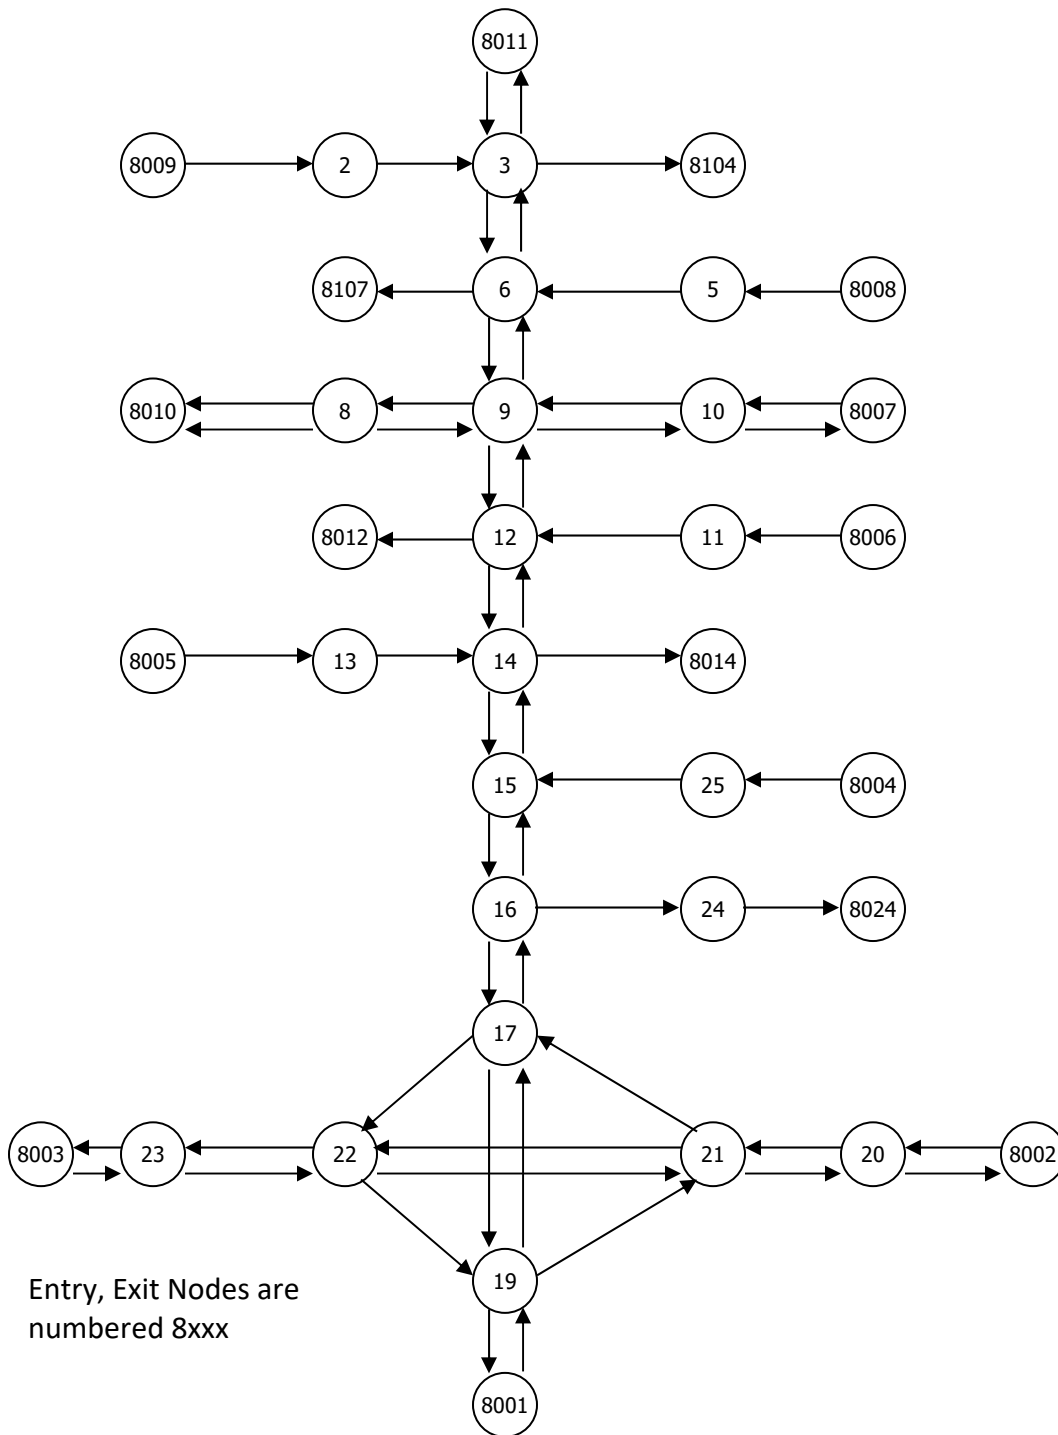 8011
8009 2 3 8104
8107 6 5 8008
8010 8 9 10 8007
8012 12 11 8006
8005 13 14 8014
15 25 8004
16 24 8024
17
8003 23 22 21 20 8002
19
Entry, Exit Nodes are
numbered 8xxx
8001